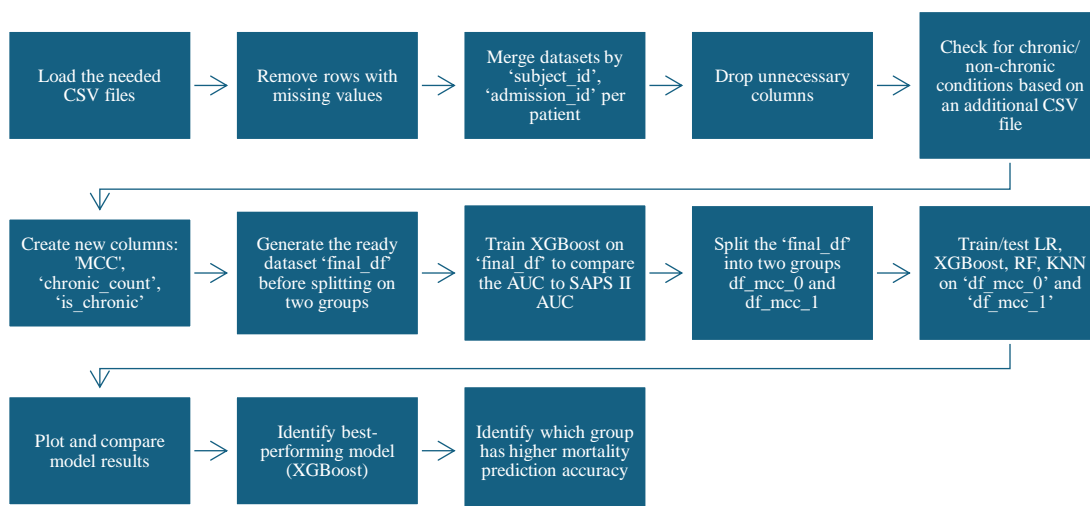 Load the needed
CSV files
Remove rows with
missing values
Merge datasets by
‘subject_id’,
‘admission_id’ per
patient
Drop unnecessary
columns
Check for chronic/
non-chronic
conditions based on
an additional CSV
file
Create new columns:
'MCC',
‘chronic_count’,
‘is_chronic’
Generate the ready
dataset ‘final_df’
before splitting on
two groups
Train XGBoost on
‘final_df’ to compare
the AUC to SAPS II
AUC
Split the ‘final_df’
into two groups
df_mcc_0 and
df_mcc_1
Train/test LR,
XGBoost, RF, KNN
on ‘df_mcc_0’ and
‘df_mcc_1’
Plot and compare
model results
Identify best-
performing model
(XGBoost)
Identify which group
has higher mortality
prediction accuracy